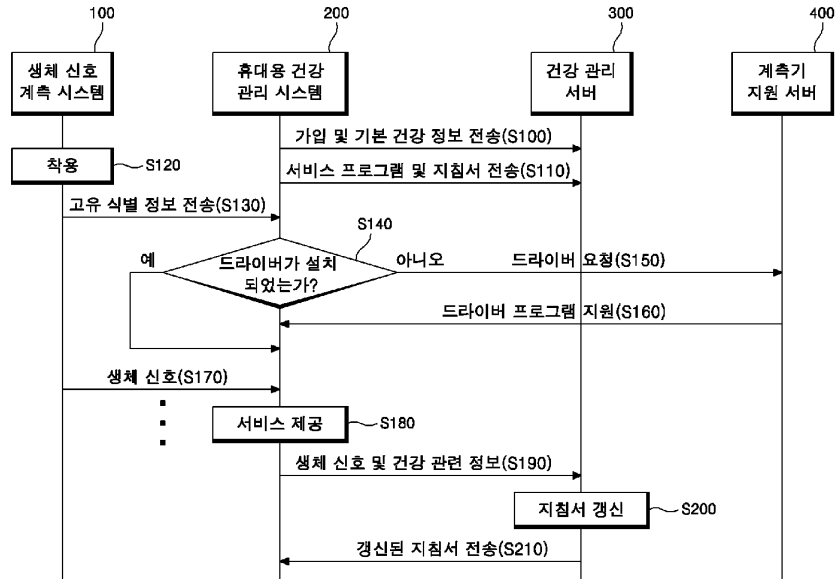 100
200
300
400
생체 신호
계측 시스템
휴대용 건강
관리 시스템
건강 관리
서버
계측기
지원 서버
가입 및 기본 건강 정보 전송(S100)
착용
S120
서비스 프로그램 및 지침서 전송(S110)
고유 식별 정보 전송(S130)
S140
예
드라이버가 설치
되었는가?
아니오
드라이버 요청(S150)
드라이버 프로그램 지원(S160)
생체 신호(S170)
서비스 제공
S180
생체 신호 및 건강 관련 정보(S190)
지침서 갱신
S200
갱신된 지침서 전송(S210)